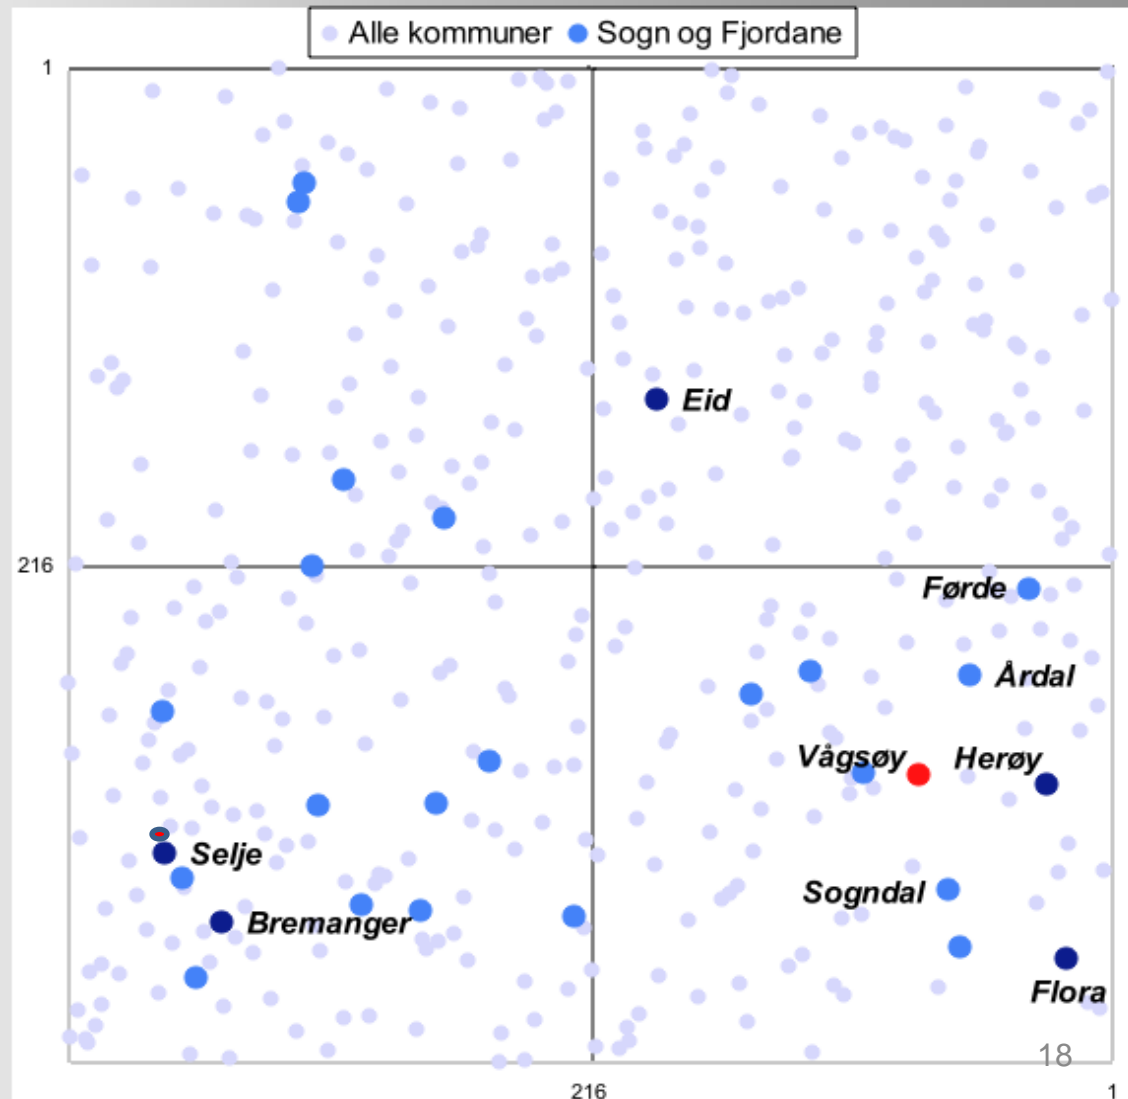 Alle kommuner Sogn og Fjordane
1
Eid
216
Førde
Årdal
Vågsøy
Herøy
Selje
Sogndal
Bremanger
Flora
18
216 1